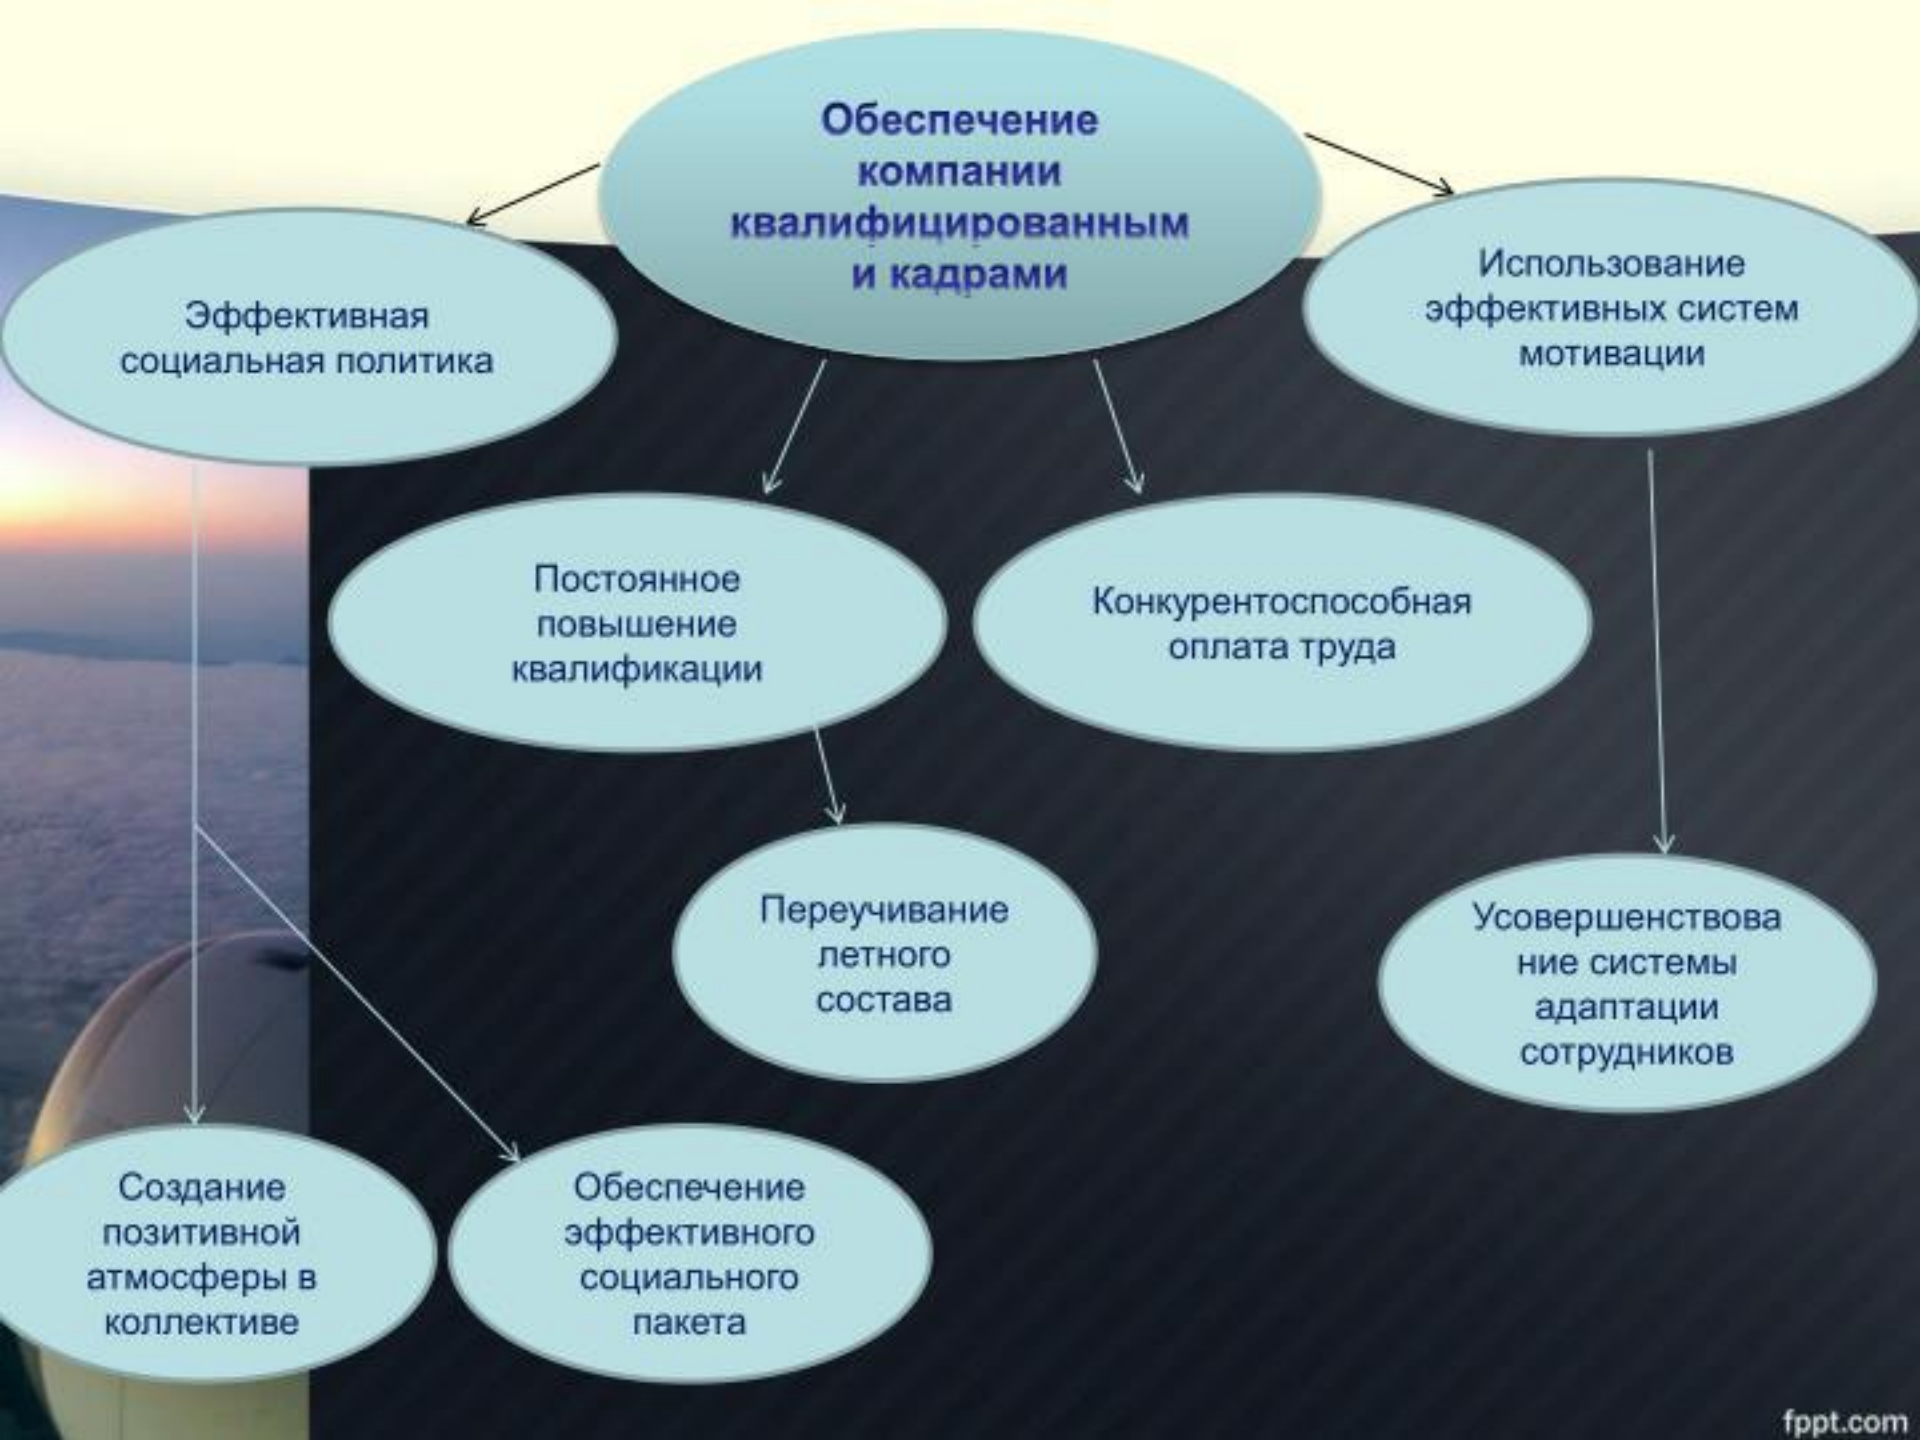 Обеспечение
компании
квалифицированным
и кадрами
Эффективная
социальная политика
Использование
эффективных систем
мотивации
Постоянное
повышение
квалификации
Конкурентоспособная
оплата труда
Переучивание
летного
состава
Усовершенствова
ние системы
адаптации
сотрудников
Создание
позитивной
атмосферы в
коллективе
Обеспечение
эффективного
социального
пакета
fppt.com